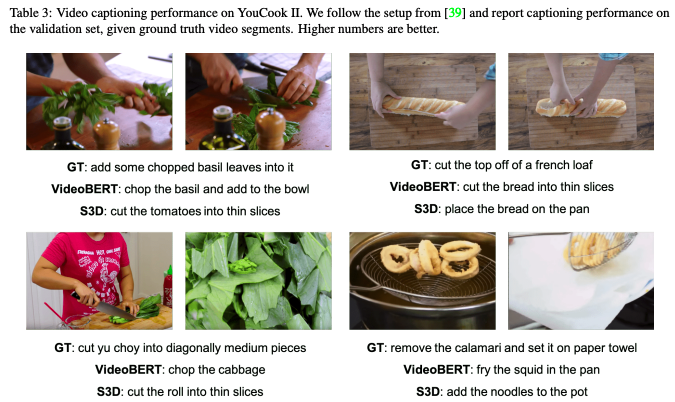 Table 3: Video captioning performance on YouCook II. We follow the setup from [39] and report captioning performance on
the validation set, given ground truth video segments. Higher numbers are better.
GT: add some chopped basil leaves into it
VideoBERT: chop the basil and add to the bowl
S3D: cut the tomatoes into thin slices
GT: cut the top off of a french loaf
VideoBERT: cut the bread into thin slices
S3D: place the bread on the pan
GT: cut yu choy into diagonally medium pieces
VideoBERT: chop the cabbage
S3D: cut the roll into thin slices
GT: remove the calamari and set it on paper towel
VideoBERT: fry the squid in the pan
S3D: add the noodles to the pot